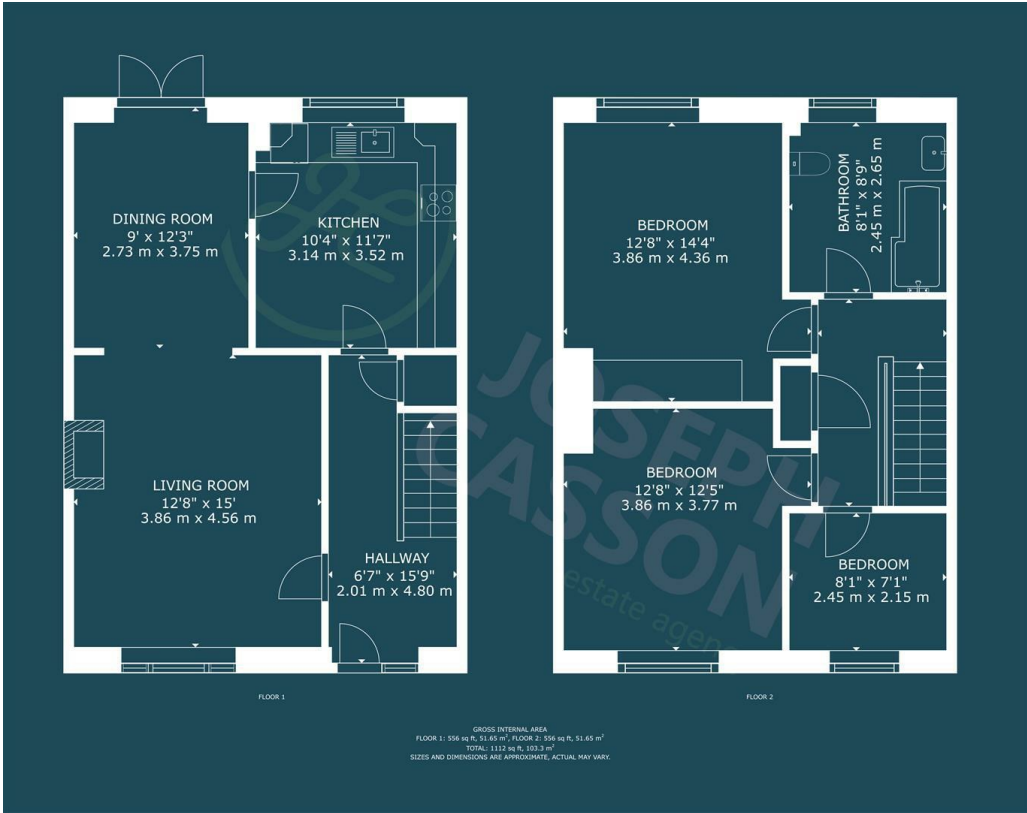 DINING ROOM
9' x 12'3"
2.73 m x 3.75 m
KITCHEN
10'4" x 11'7"
3.14 m x 3.52 m
LIVING ROOM
12'8" x 15'
3.86 m x 4.56 m
HALLWAY
6'7" x 15'9"
2.01 m x 4.80 m
FLOOR 1
BEDROOM
12'8" x 14'4"
3.86 m x 4.36 m
BATHROOM
8'1" x 8'9"
2.45 m x 2.65 m
BEDROOM
12'8" x 12'5"
3.86 m x 3.77 m
BEDROOM
8'1" x 7'1"
2.45 m x 2.15 m
FLOOR 2
JOSEPH
CASSON
estate agency
GROSS INTERNAL AREA
FLOOR 1: 556 sq ft, 51.65 m², FLOOR 2: 556 sq ft, 51.65 m²
TOTAL: 1112 sq ft, 103.3 m²
SIZES AND DIMENSIONS ARE APPROXIMATE, ACTUAL MAY VARY.